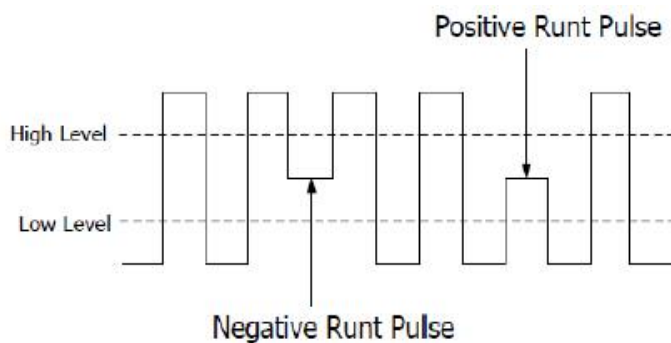 Positive Runt Pulse
High Level
Low Level
Negative Runt Pulse